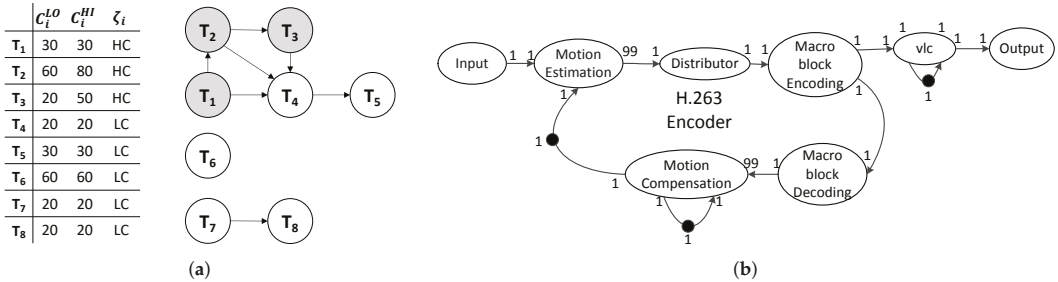 C_i^LO C_i^HI ζ_i
T1 30 30 HC
T2 60 80 HC
T3 20 50 HC
T4 20 20 LC
T5 30 30 LC
T6 60 60 LC
T7 20 20 LC
T8 20 20 LC
T2 T3
T1 T4 T5
T6
T7 T8
(a)
Input 1 1 Motion Estimation 99 1 Distributor 1 1 Macro block Encoding 1 1 vlc 1 1 Output
1 1
1
1
1
H.263
Encoder
1
1
Motion Compensation 99 1 Macro block Decoding 1
1
1 1
1
(b)